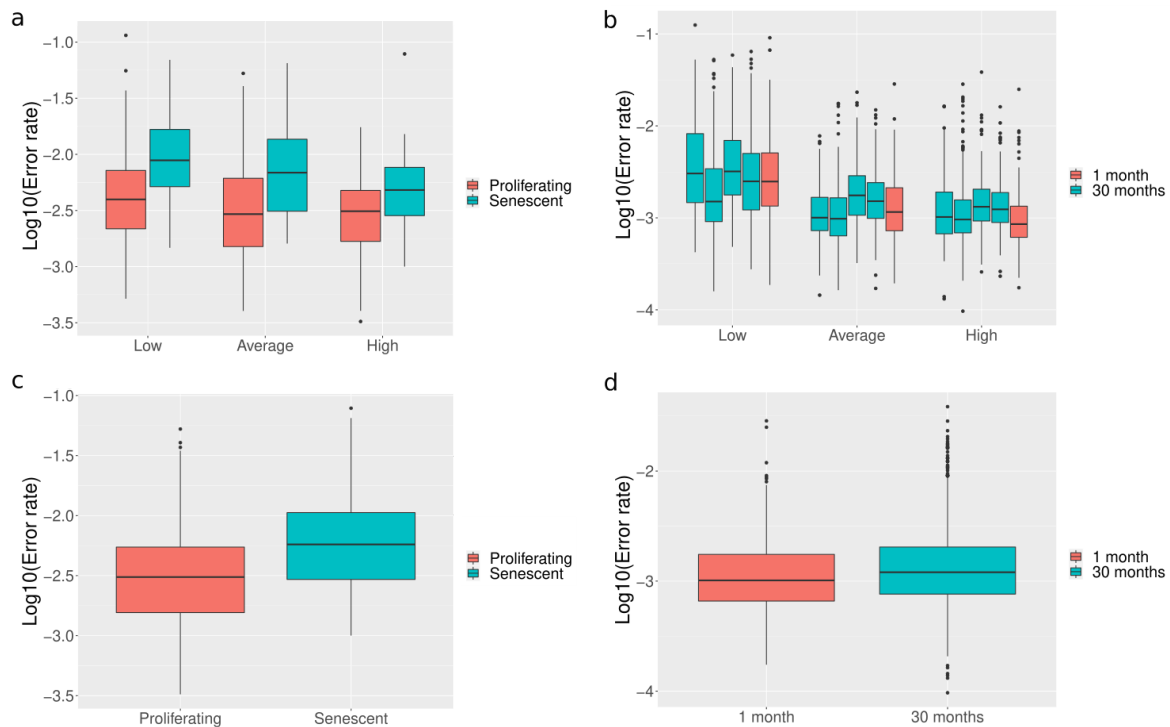 a
Log10(Error rate)
−1.0
−1.5
−2.0
−2.5
−3.0
−3.5
Low Average High
Proliferating
Senescent
b
Log10(Error rate)
−1
−2
−3
−4
Low Average High
1 month
30 months
c
Log10(Error rate)
−1.0
−1.5
−2.0
−2.5
−3.0
−3.5
Proliferating Senescent
Proliferating
Senescent
d
Log10(Error rate)
−2
−3
−4
1 month 30 months
1 month
30 months